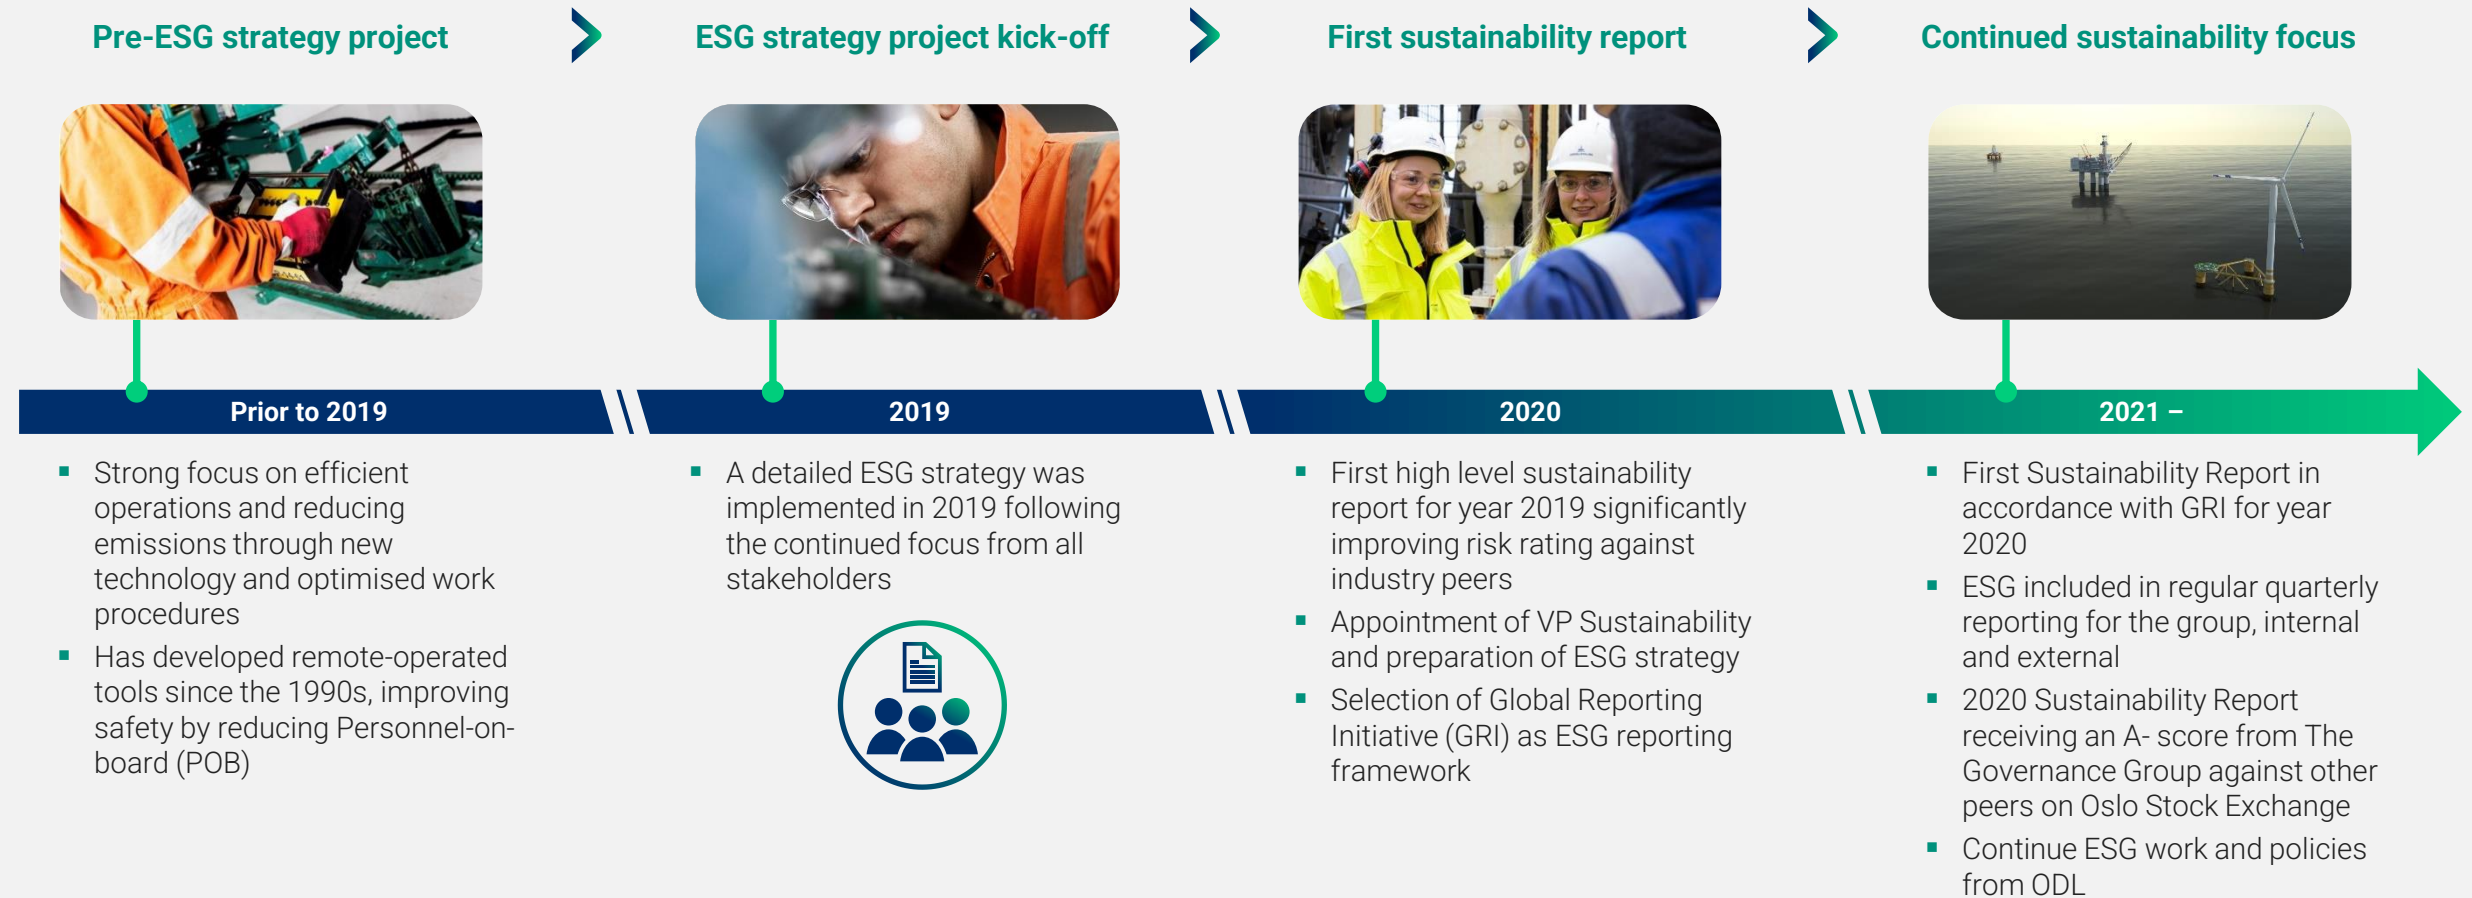 Pre-ESG strategy project
ESG strategy project kick-off
First sustainability report
Continued sustainability focus
Prior to 2019
2019
2020
2021 –
Strong focus on efficient
operations and reducing
emissions through new
technology and optimised work
procedures
Has developed remote-operated
tools since the 1990s, improving
safety by reducing Personnel-on-
board (POB)
A detailed ESG strategy was
implemented in 2019 following
the continued focus from all
stakeholders
First high level sustainability
report for year 2019 significantly
improving risk rating against
industry peers
Appointment of VP Sustainability
and preparation of ESG strategy
Selection of Global Reporting
Initiative (GRI) as ESG reporting
framework
First Sustainability Report in
accordance with GRI for year
2020
ESG included in regular quarterly
reporting for the group, internal
and external
2020 Sustainability Report
receiving an A- score from The
Governance Group against other
peers on Oslo Stock Exchange
Continue ESG work and policies
from ODL